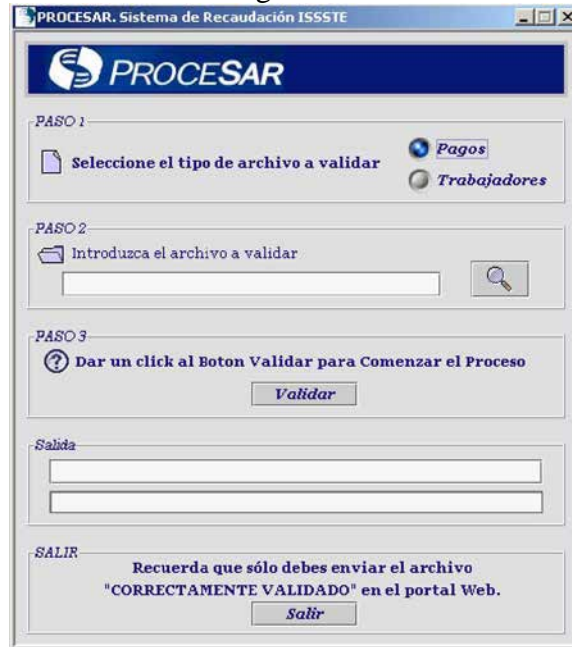 PROCESAR. Sistema de Recaudación ISSSTE
PROCESAR
PASO 1
Seleccione el tipo de archivo a validar
Pagos
Trabajadores
PASO 2
Introduzca el archivo a validar
PASO 3
Dar un click al Boton Validar para Comenzar el Proceso
Validar
Salida
SALIR
Recuerda que sólo debes enviar el archivo
"CORRECTAMENTE VALIDADO" en el portal Web.
Salir